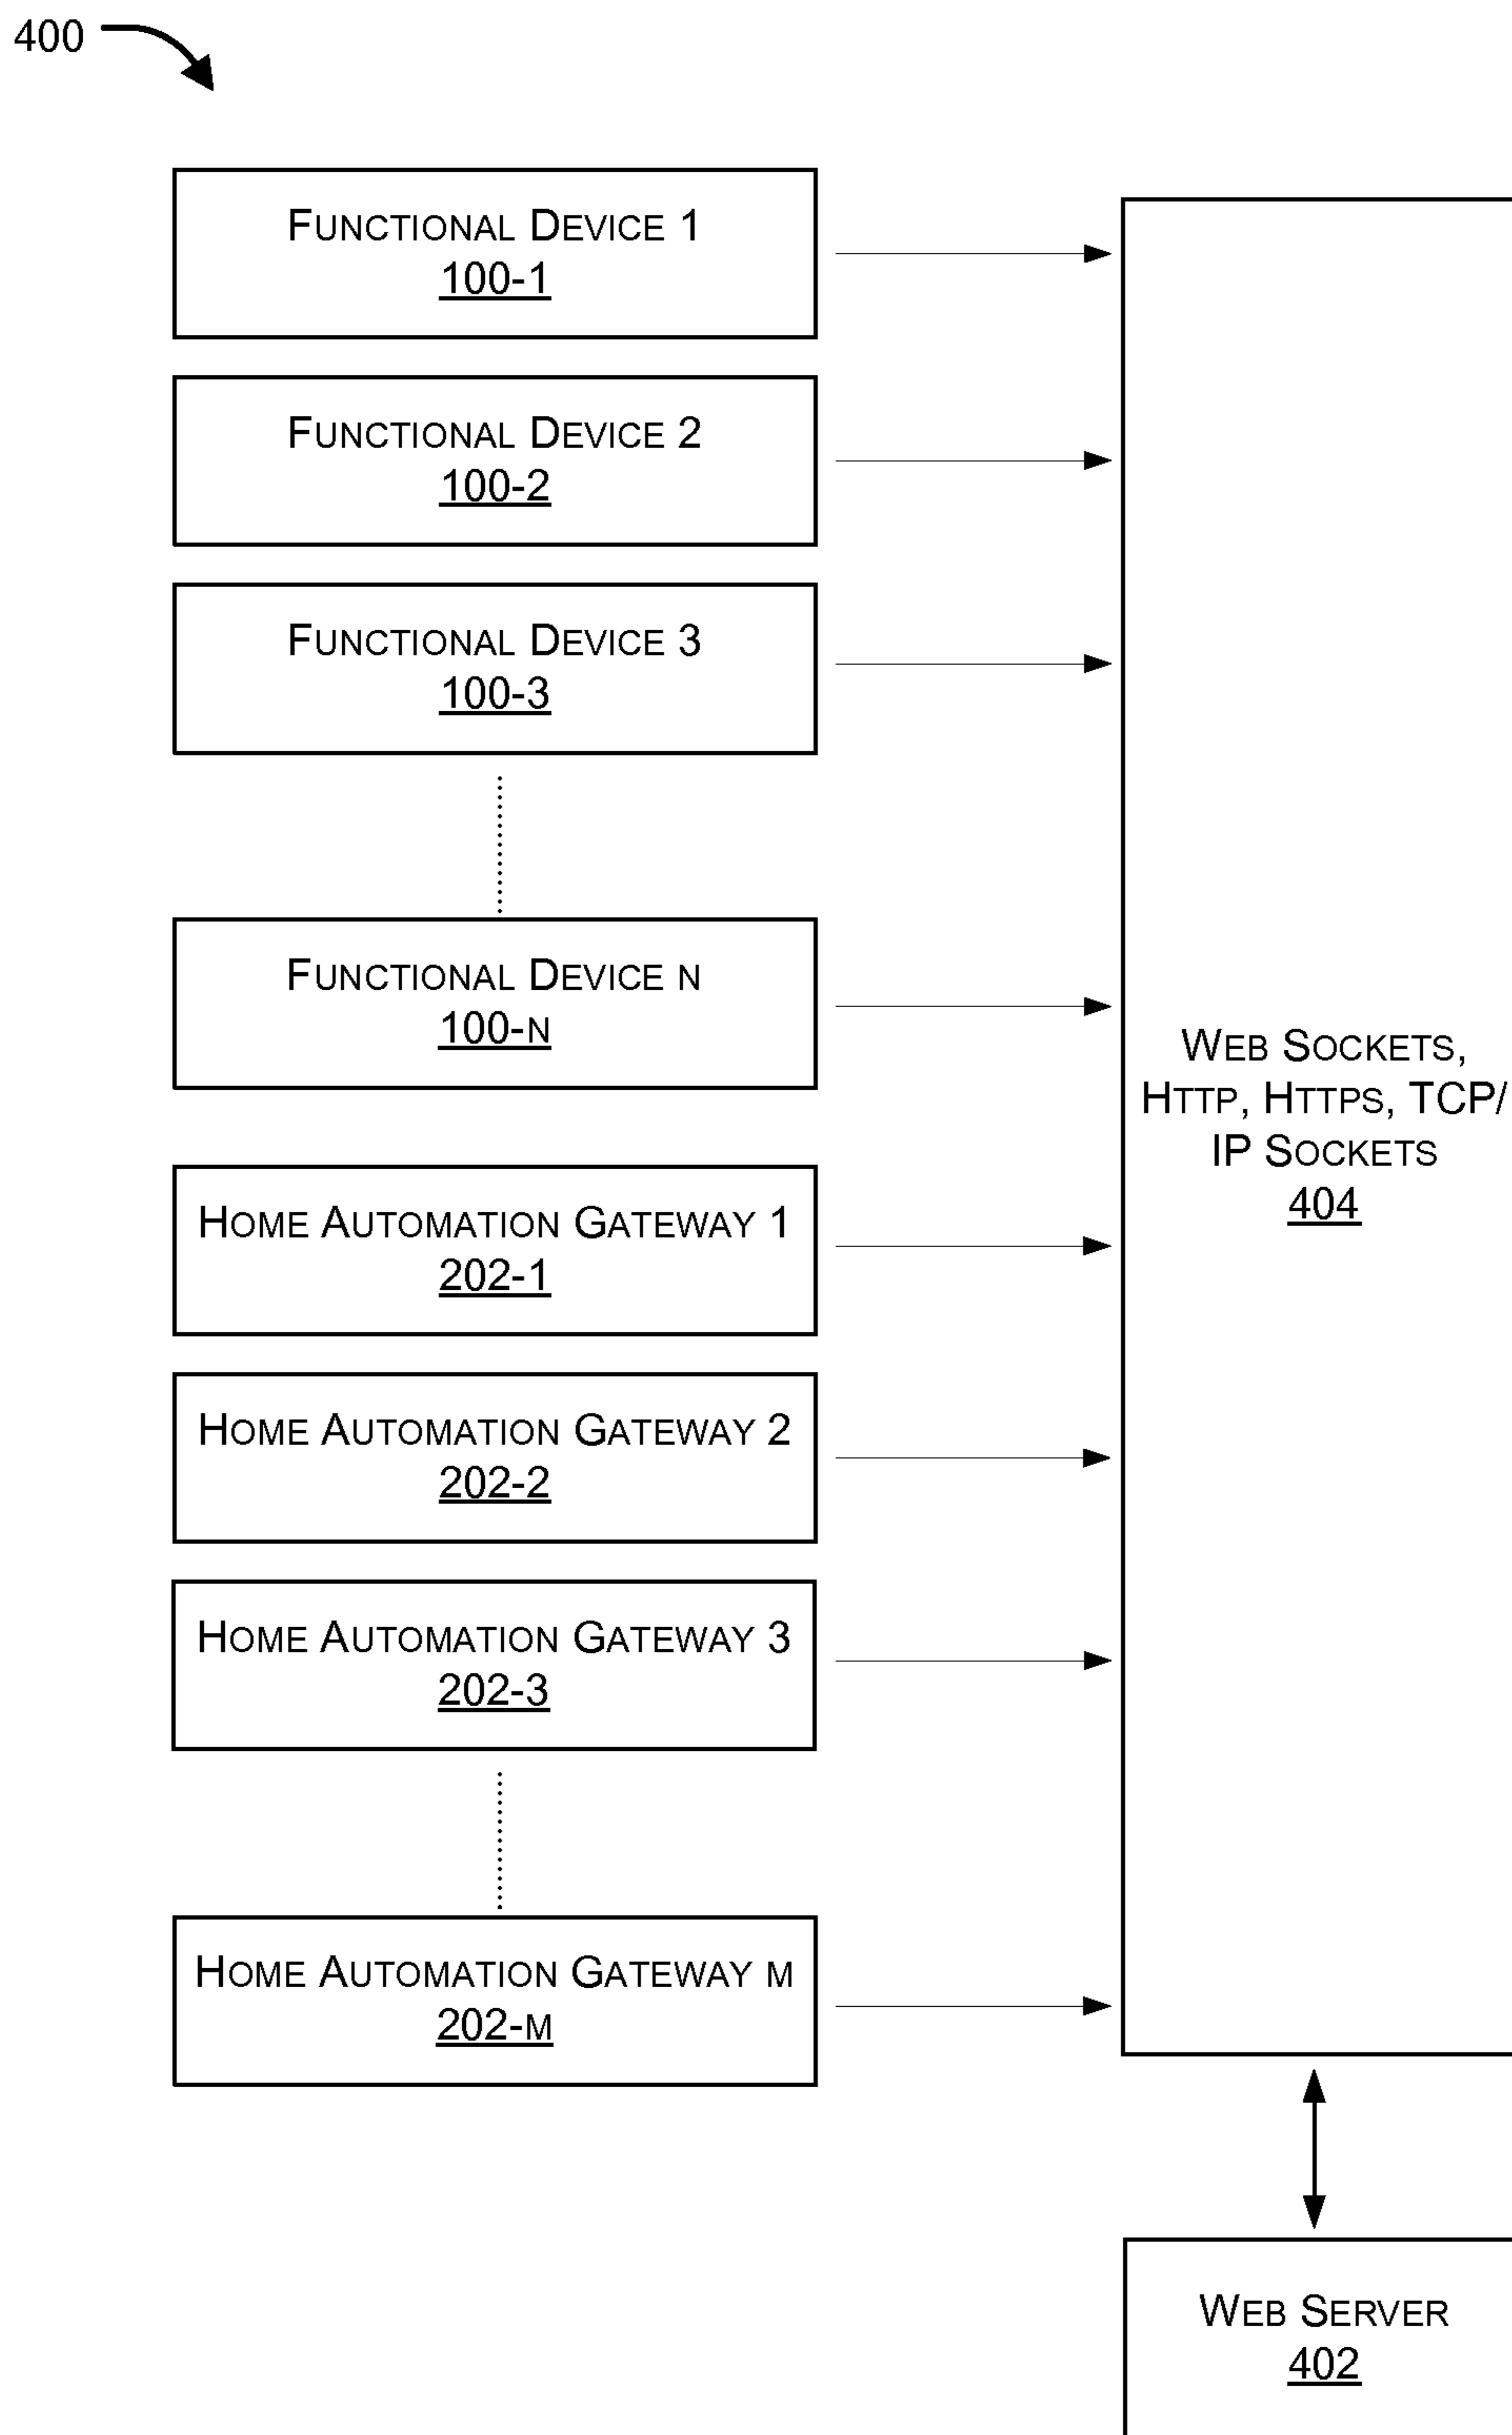 400
FUNCTIONAL DEVICE 1
100-1
FUNCTIONAL DEVICE 2
100-2
FUNCTIONAL DEVICE 3
100-3
FUNCTIONAL DEVICE N
100-N
HOME AUTOMATION GATEWAY 1
202-1
HOME AUTOMATION GATEWAY 2
202-2
HOME AUTOMATION GATEWAY 3
202-3
HOME AUTOMATION GATEWAY M
202-M
WEB SOCKETS,
HTTP, HTTPS, TCP/
IP SOCKETS
404
WEB SERVER
402